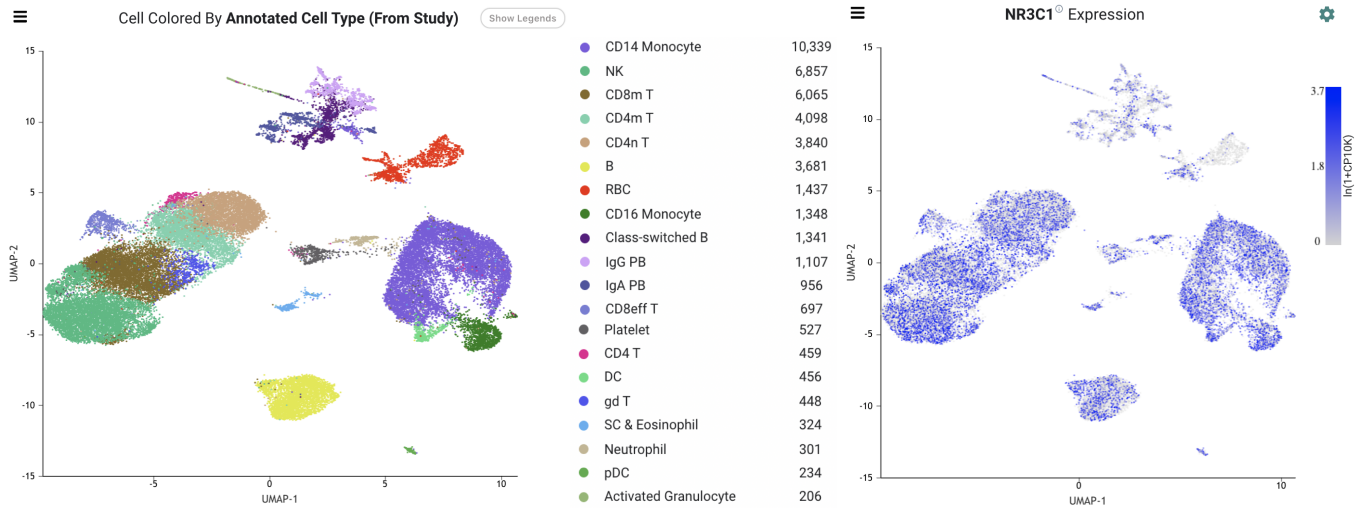 Cell Colored By Annotated Cell Type (From Study)
Show Legends
15
10
5
0
-5
-10
-15
-5
0
5
10
UMAP-2
UMAP-1
CD14 Monocyte 10,339
NK 6,857
CD8m T 6,065
CD4m T 4,098
CD4n T 3,840
B 3,681
RBC 1,437
CD16 Monocyte 1,348
Class-switched B 1,341
IgG PB 1,107
IgA PB 956
CD8eff T 697
Platelet 527
CD4 T 459
DC 456
gd T 448
SC & Eosinophil 324
Neutrophil 301
pDC 234
Activated Granulocyte 206
NR3C1 ⓘ Expression
15
10
5
0
-5
-10
-15
0
10
UMAP-2
UMAP-1
3.7
1.8
0
ln(1+CP10K)